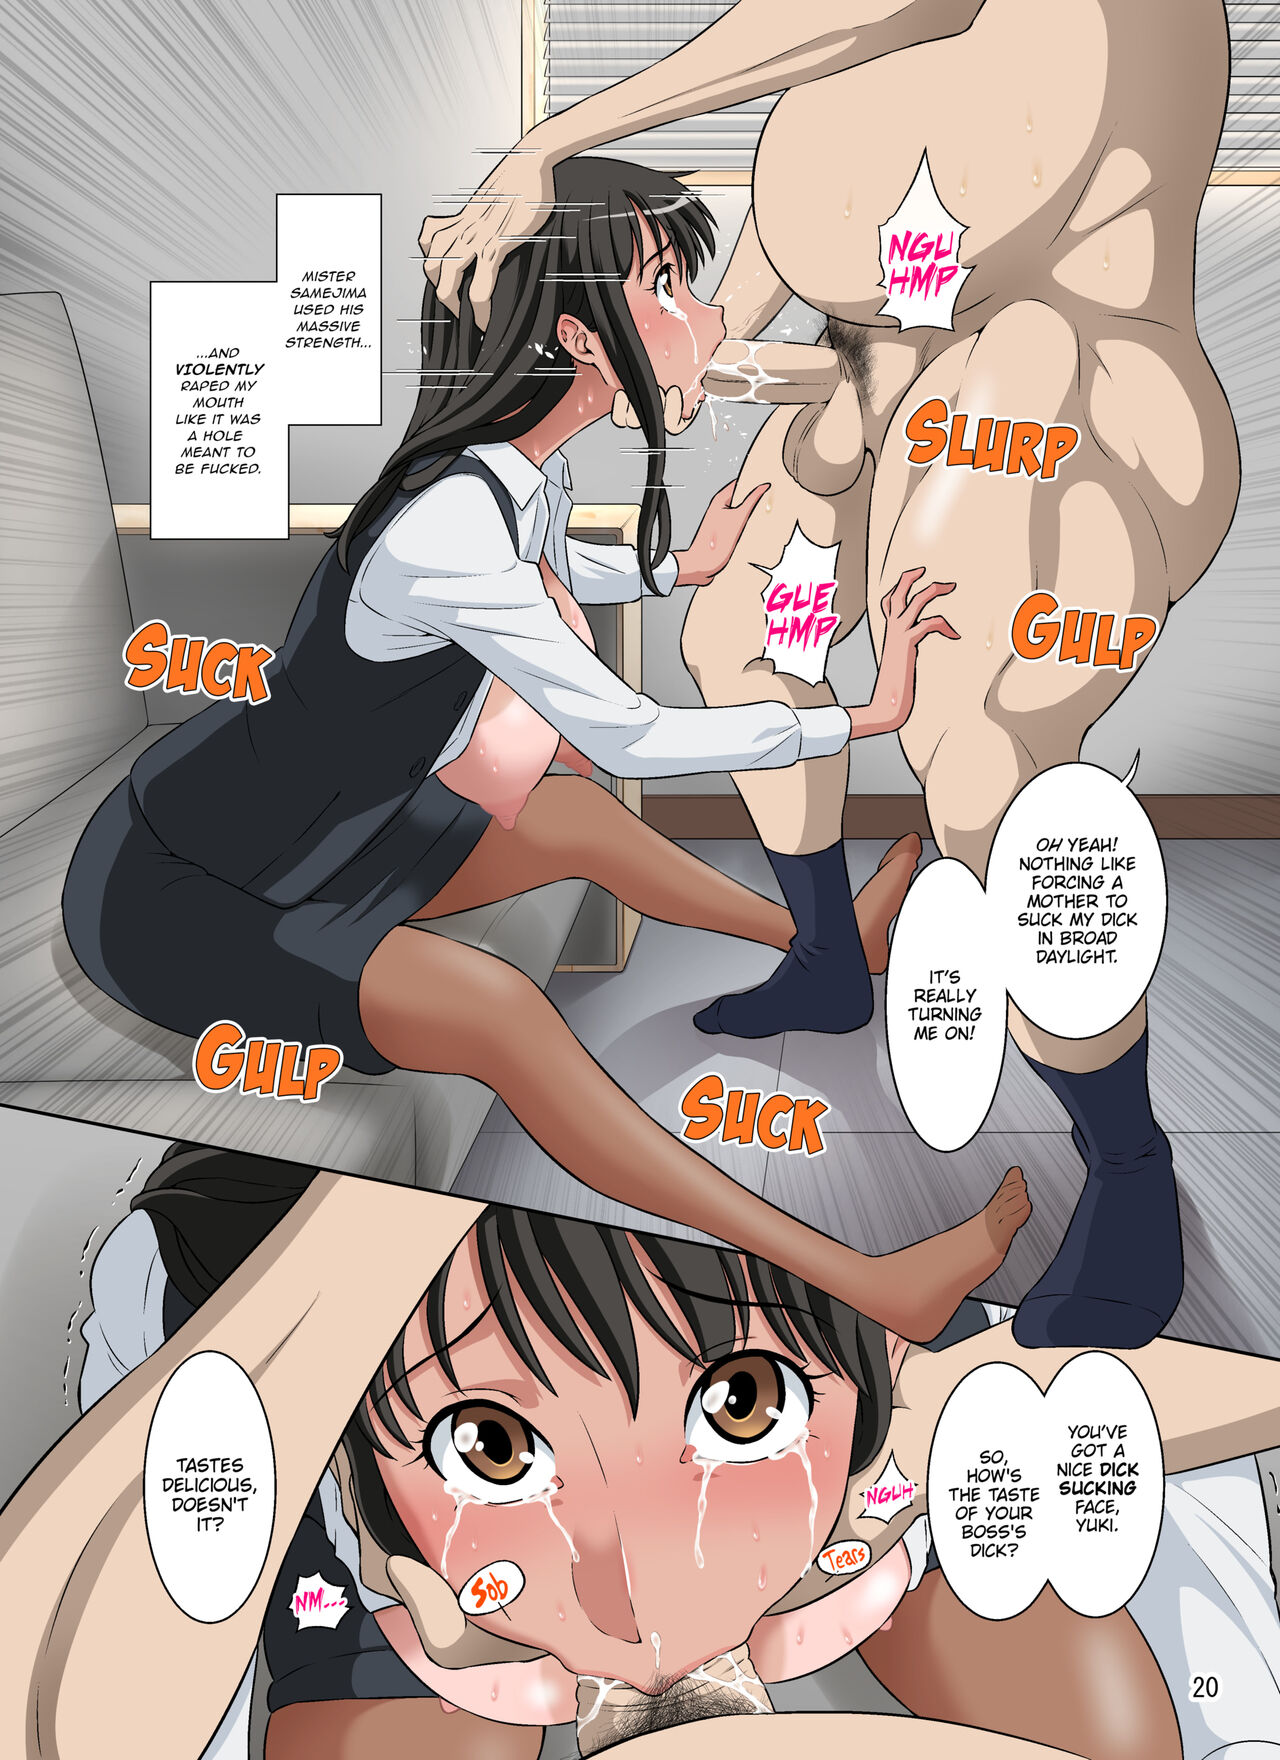 MISTER
SAMEJIMA
USED HIS
MASSIVE
STRENGTH...
...AND
VIOLENTLY
RAPED MY
MOUTH
LIKE IT WAS
A HOLE
MEANT TO
BE FUCKED.
NGU
HMP
SLURP
GUE
HMP
GULP
SUCK
OH YEAH!
NOTHING LIKE
FORCING A
MOTHER TO
SUCK MY DICK
IN BROAD
DAYLIGHT.
IT'S
REALLY
TURNING
ME ON!
GULP
SUCK
YOU'VE
GOT A
NICE DICK
SUCKING
FACE,
YUKI.
SO,
HOW'S
THE TASTE
OF YOUR
BOSS'S
DICK?
NGUH
Tears
TASTES
DELICIOUS,
DOESN'T
IT?
Sob
NM...
20